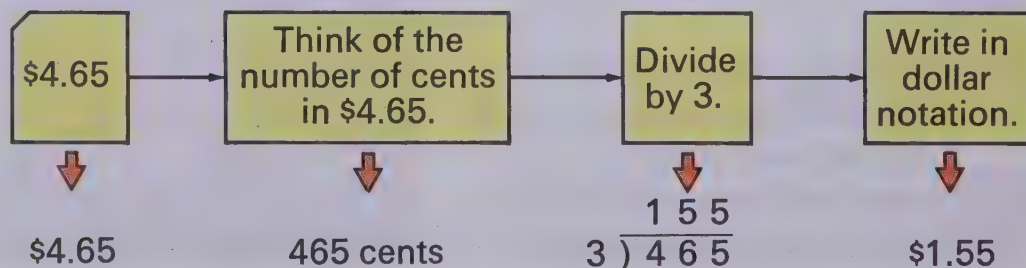 $4.65
Think of the
number of cents
in $4.65.
Divide
by 3.
Write in
dollar
notation.
$4.65
465 cents
1 5 5
3 ) 4 6 5
$1.55